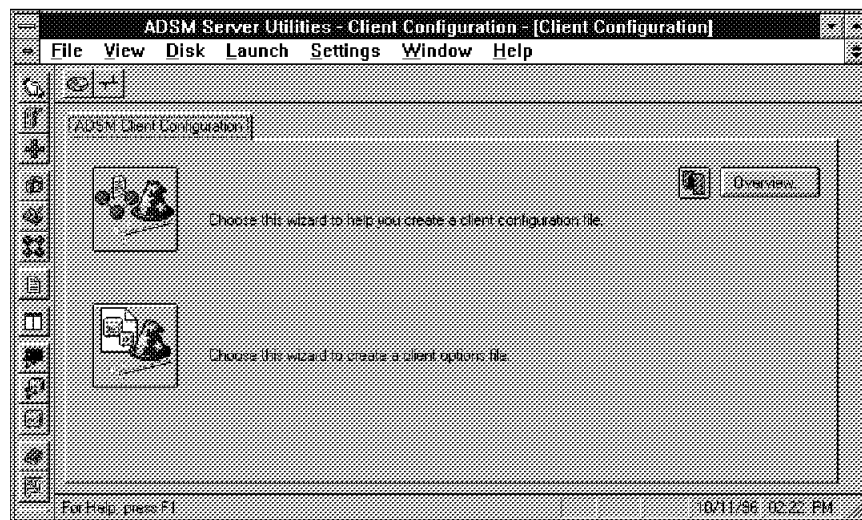 ADSM Server Utilities - Client Configuration - [Client Configuration]
File View Disk Launch Settings Window Help
ADSM Client Configuration
Overview...
Choose this wizard to help you create a client configuration file.
Choose this wizard to create a client options file.
For Help, press F1
10/11/96 02:22 PM